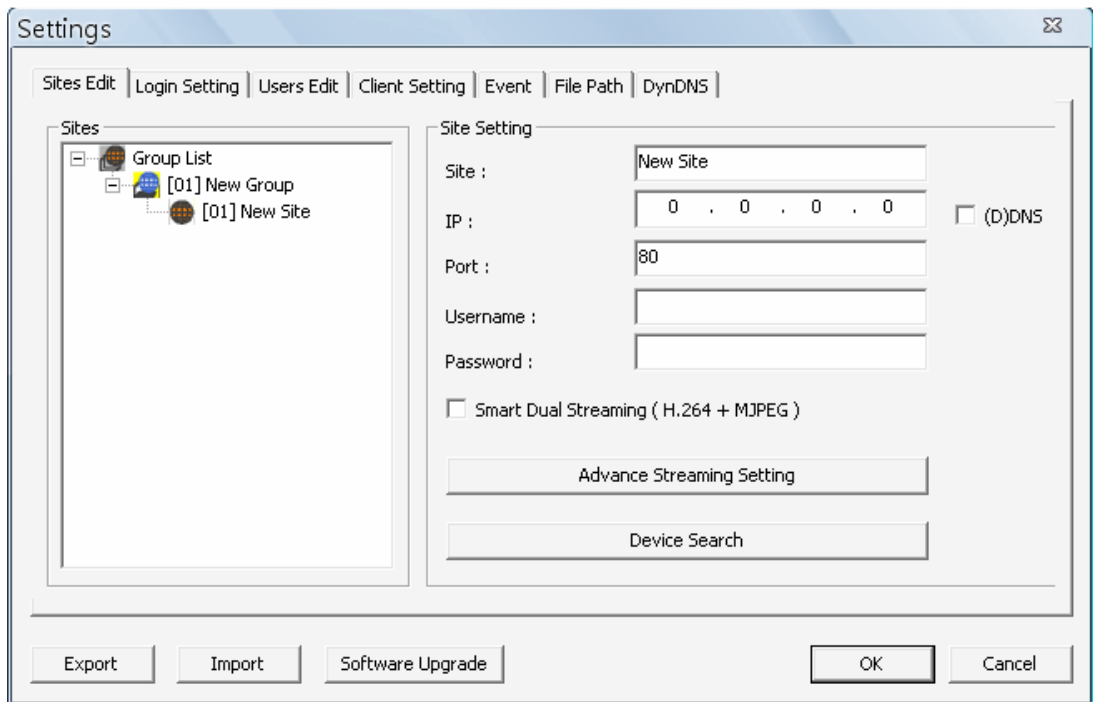 Settings
Sites Edit Login Setting Users Edit Client Setting Event File Path DynDNS
Sites
Group List
[01] New Group
[01] New Site
Site Setting
Site : New Site
IP : 0 . 0 . 0 . 0 (D)DNS
Port : 80
Username :
Password :
Smart Dual Streaming ( H.264 + MJPEG )
Advance Streaming Setting
Device Search
Export Import Software Upgrade OK Cancel